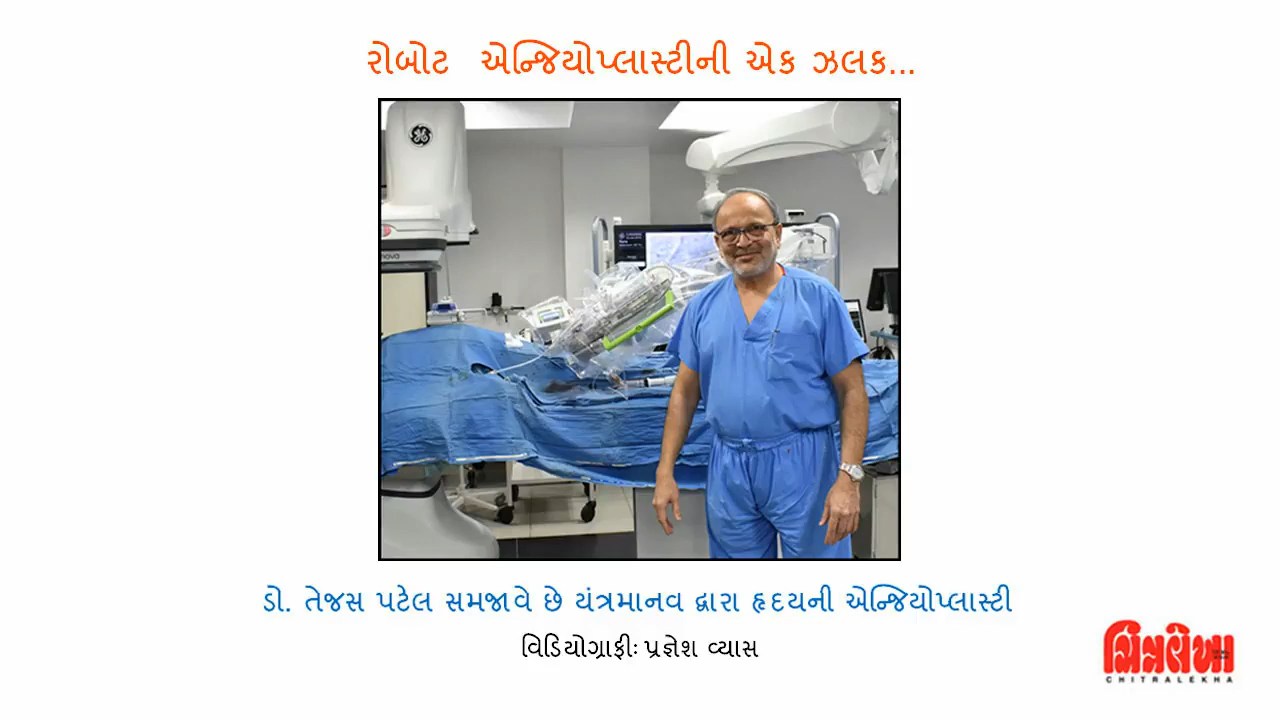 રોબોટ એન્જિયોપ્લાસ્ટીની એક ઝલક...
ડો. તેજસ પટેલ સમજાવે છે યંત્રમાનવ દ્વારા હૃદયની એન્જિયોપ્લાસ્ટી
વિડિયોગ્રાફીઃ પ્રજ્ઞેશ વ્યાસ
ચિત્રલેખા
CHITRALEKHA